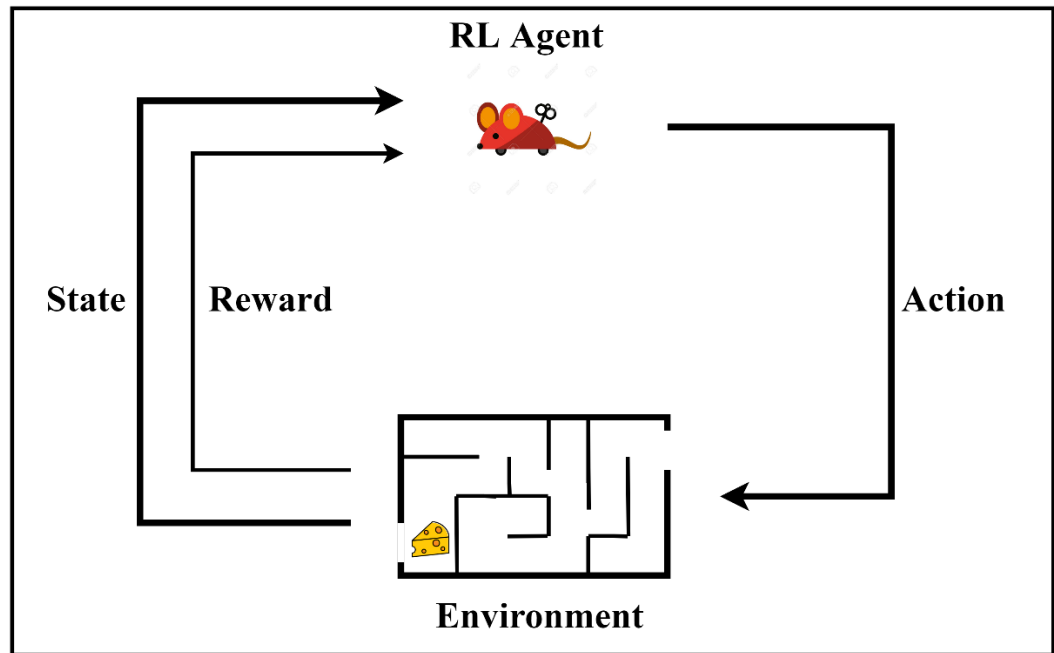 RL Agent
State
Reward
Action
Environment